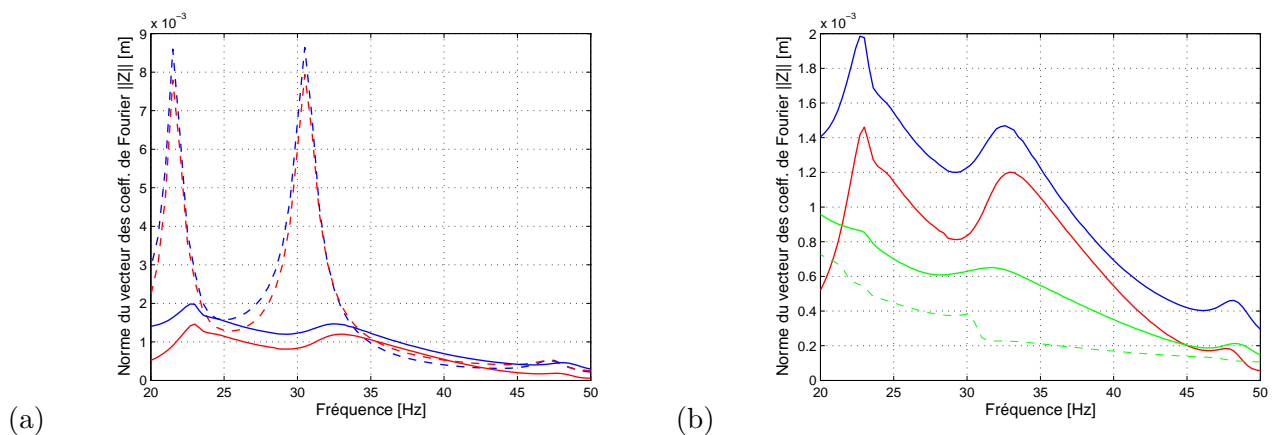 x 10⁻³
9
8
7
6
5
4
3
2
1
0
20 25 30 35 40 45 50
Norme du vecteur des coeff. de Fourier ||Z|| [m]
Fréquence [Hz]
(a)
x 10⁻³
2
1.8
1.6
1.4
1.2
1
0.8
0.6
0.4
0.2
0
20 25 30 35 40 45 50
Norme du vecteur des coeff. de Fourier ||Z|| [m]
Fréquence [Hz]
(b)